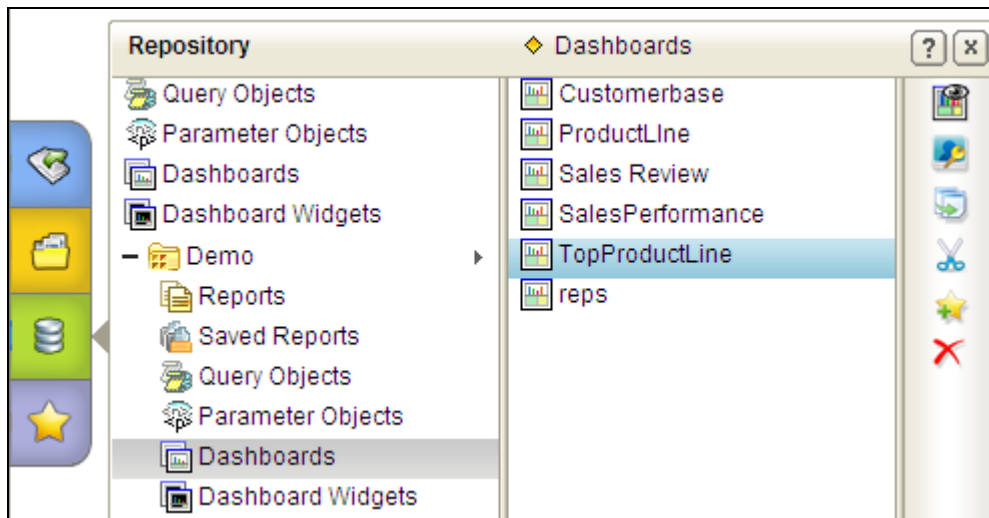 Repository
Dashboards
?
x
Query Objects
Parameter Objects
Dashboards
Dashboard Widgets
Demo
Reports
Saved Reports
Query Objects
Parameter Objects
Dashboards
Dashboard Widgets
Customerbase
ProductLIne
Sales Review
SalesPerformance
TopProductLine
reps